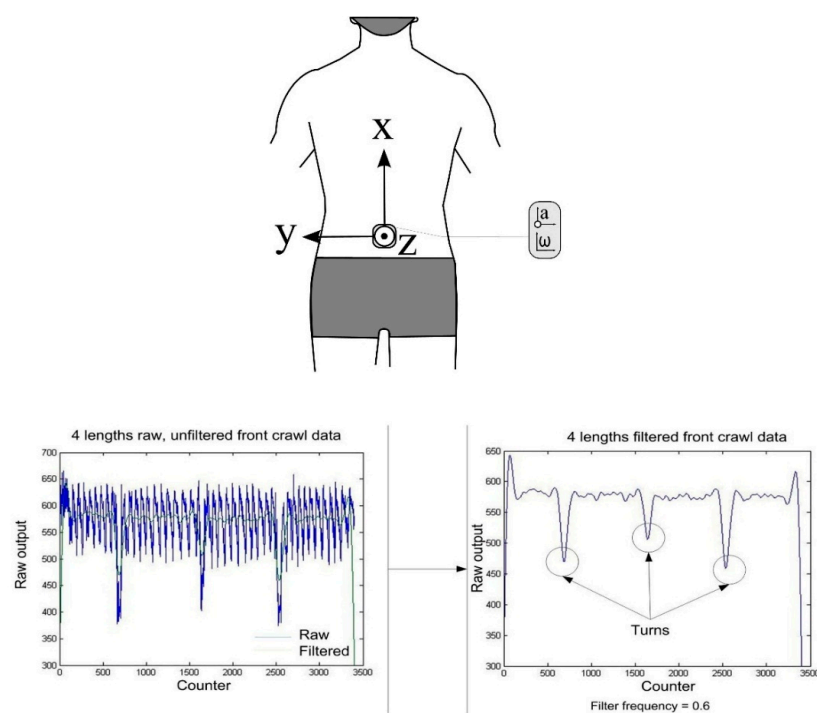 x
y
z
a
ω
4 lengths raw, unfiltered front crawl data
700
650
600
550
500
450
400
350
300
Raw output
0 500 1000 1500 2000 2500 3000 3500
Counter
Raw
Filtered
4 lengths filtered front crawl data
650
600
550
500
450
400
350
300
Raw output
Turns
0 500 1000 1500 2000 2500 3000 3500
Counter
Filter frequency = 0.6